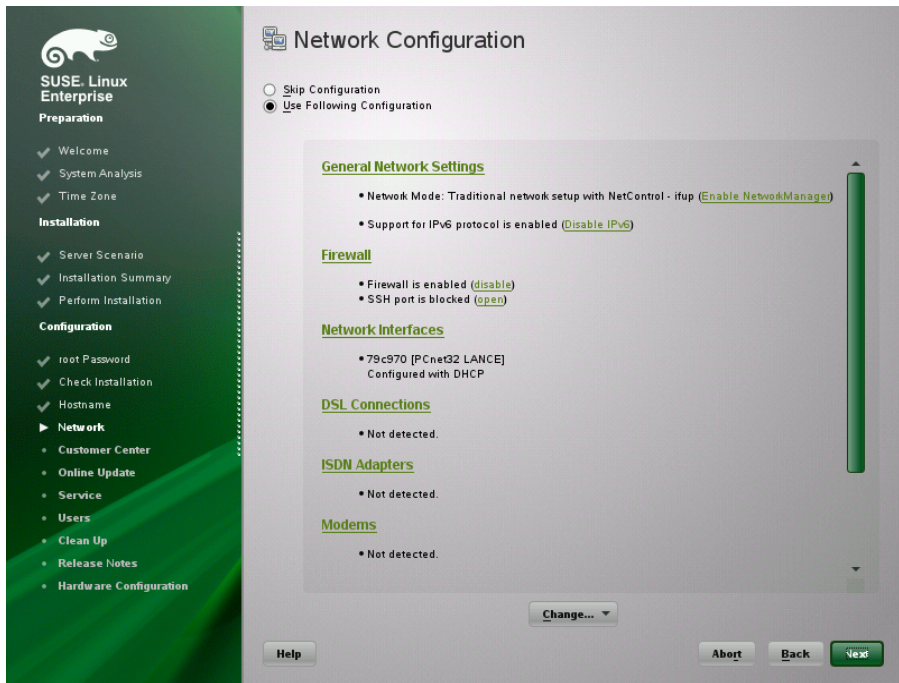 SUSE. Linux
Enterprise
Preparation
Welcome
System Analysis
Time Zone
Installation
Server Scenario
Installation Summary
Perform Installation
Configuration
root Password
Check Installation
Hostname
Network
Customer Center
Online Update
Service
Users
Clean Up
Release Notes
Hardware Configuration
Network Configuration
Skip Configuration
Use Following Configuration
General Network Settings
• Network Mode: Traditional network setup with NetControl - ifup (Enable NetworkManager)
• Support for IPv6 protocol is enabled (Disable IPv6)
Firewall
• Firewall is enabled (disable)
• SSH port is blocked (open)
Network Interfaces
• 79c970 [PCnet32 LANCE]
Configured with DHCP
DSL Connections
• Not detected.
ISDN Adapters
• Not detected.
Modems
• Not detected.
Change...
Help
Abort
Back
Next